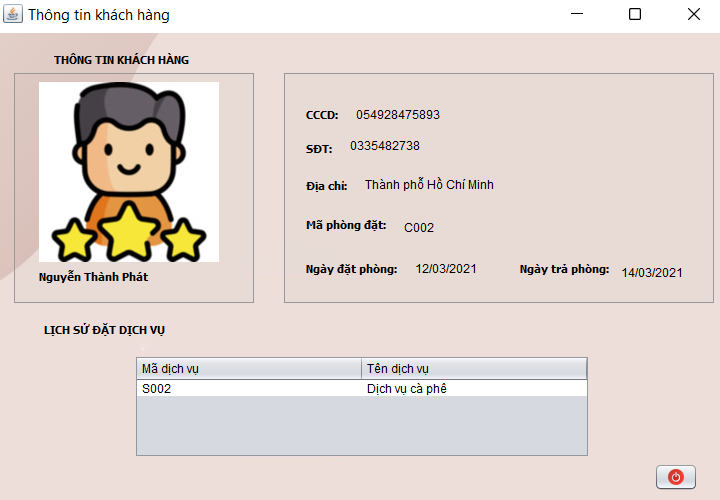 Thông tin khách hàng
THÔNG TIN KHÁCH HÀNG
Nguyễn Thành Phát
CCCD: 054928475893
SĐT: 0335482738
Địa chỉ: Thành phố Hồ Chí Minh
Mã phòng đặt: C002
Ngày đặt phòng: 12/03/2021 Ngày trả phòng: 14/03/2021
LỊCH SỬ ĐẶT DỊCH VỤ
Mã dịch vụ Tên dịch vụ
S002 Dịch vụ cà phê